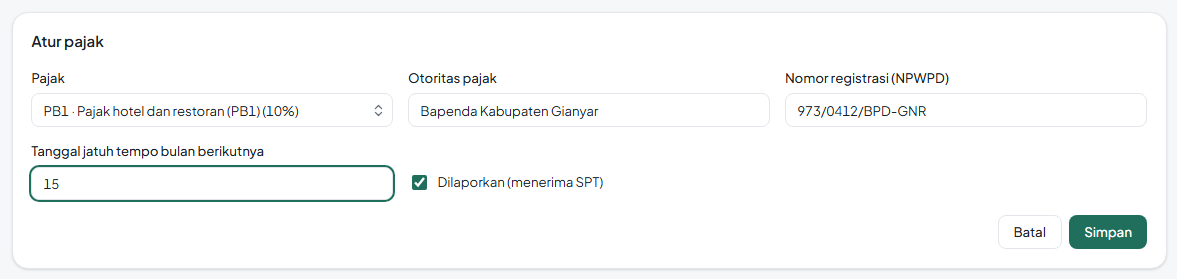 Atur pajak
Pajak
Otoritas pajak
Nomor registrasi (NPWPD)
PB1 · Pajak hotel dan restoran (PB1) (10%)
Bapenda Kabupaten Gianyar
973/0412/BPD-GNR
Tanggal jatuh tempo bulan berikutnya
15
Dilaporkan (menerima SPT)
Batal
Simpan